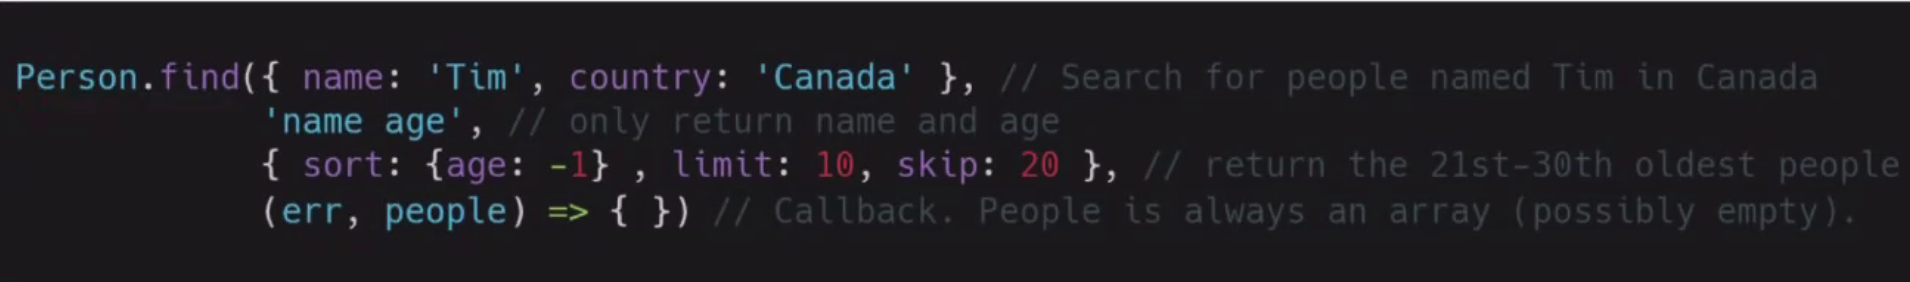 Person.find({ name: 'Tim', country: 'Canada' }, // Search for people named Tim in Canada
'name age', // only return name and age
{ sort: {age: -1} , limit: 10, skip: 20 }, // return the 21st-30th oldest people
(err, people) => { }) // Callback. People is always an array (possibly empty).